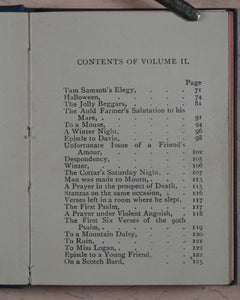 CONTENTS OF VOLUME II.
Page
Tam Samson's Elegy, . . . 71
Halloween, . . . . 74
The Jolly Beggars, . . . 81
The Auld Farmer's Salutation to his
Mare, . . . . 91
To a Mouse, . . . . 94
A Winter Night, . . . 96
Epistle to Davie, . . . 98
Unfortunate Issue of a Friend's
Amour, . . . . 102
Despondency, . . . 105
Winter, . . . . 106
The Cottar's Saturday Night, . . 107
Man was made to Mourn, . . 113
A Prayer in the prospect of Death, . 115
Stanzas on the same occasion, . . 116
Verses left in a room where he slept, . 117
The First Psalm, . . . 117
A Prayer under Violent Anguish, . 118
The First Six Verses of the 90th
Psalm, . . . . 119
To a Mountain Daisy, . . 120
To Ruin, . . . .
To Miss Logan, . . .
Epistle to a Young Friend,
On a Scotch Bard, . . . 125